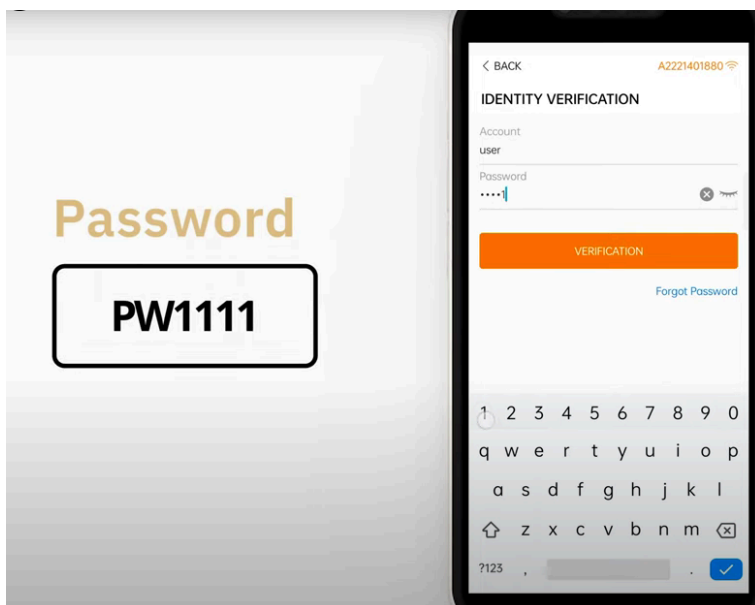 Password
PW1111
< BACK
A2221401880
IDENTITY VERIFICATION
Account
user
Password
••••1
VERIFICATION
Forgot Password
1 2 3 4 5 6 7 8 9 0
q w e r t y u i o p
a s d f g h j k l
z x c v b n m
?123 , .